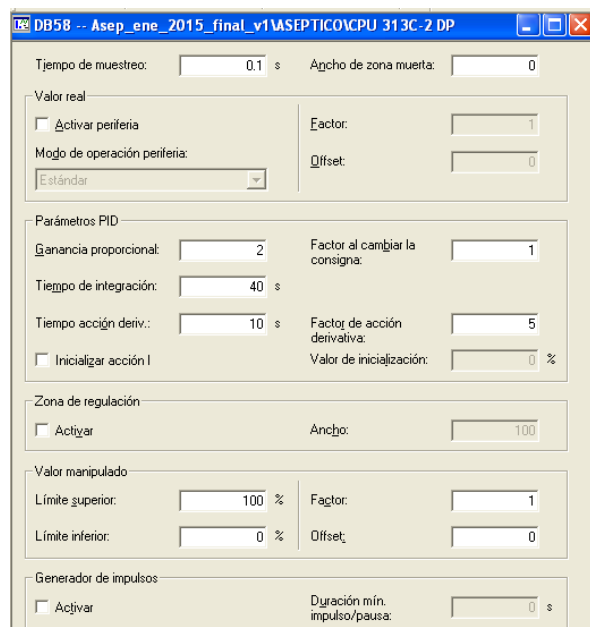 DB58 -- Asep_ene_2015_final_v1\ASEPTICO\CPU 313C-2 DP
Tiempo de muestreo: 0.1 s Ancho de zona muerta: 0
Valor real
Activar periferia Factor: 1
Modo de operación periferia:
Offset: 0
Estándar
Parámetros PID
Ganancia proporcional: 2 Factor al cambiar la consigna: 1
Tiempo de integración: 40 s
Tiempo acción deriv.: 10 s Factor de acción derivativa: 5
Inicializar acción I Valor de inicialización: 0 %
Zona de regulación
Activar Ancho: 100
Valor manipulado
Límite superior: 100 % Factor: 1
Límite inferior: 0 % Offset: 0
Generador de impulsos
Activar Duración mín. impulso/pausa: 0 s